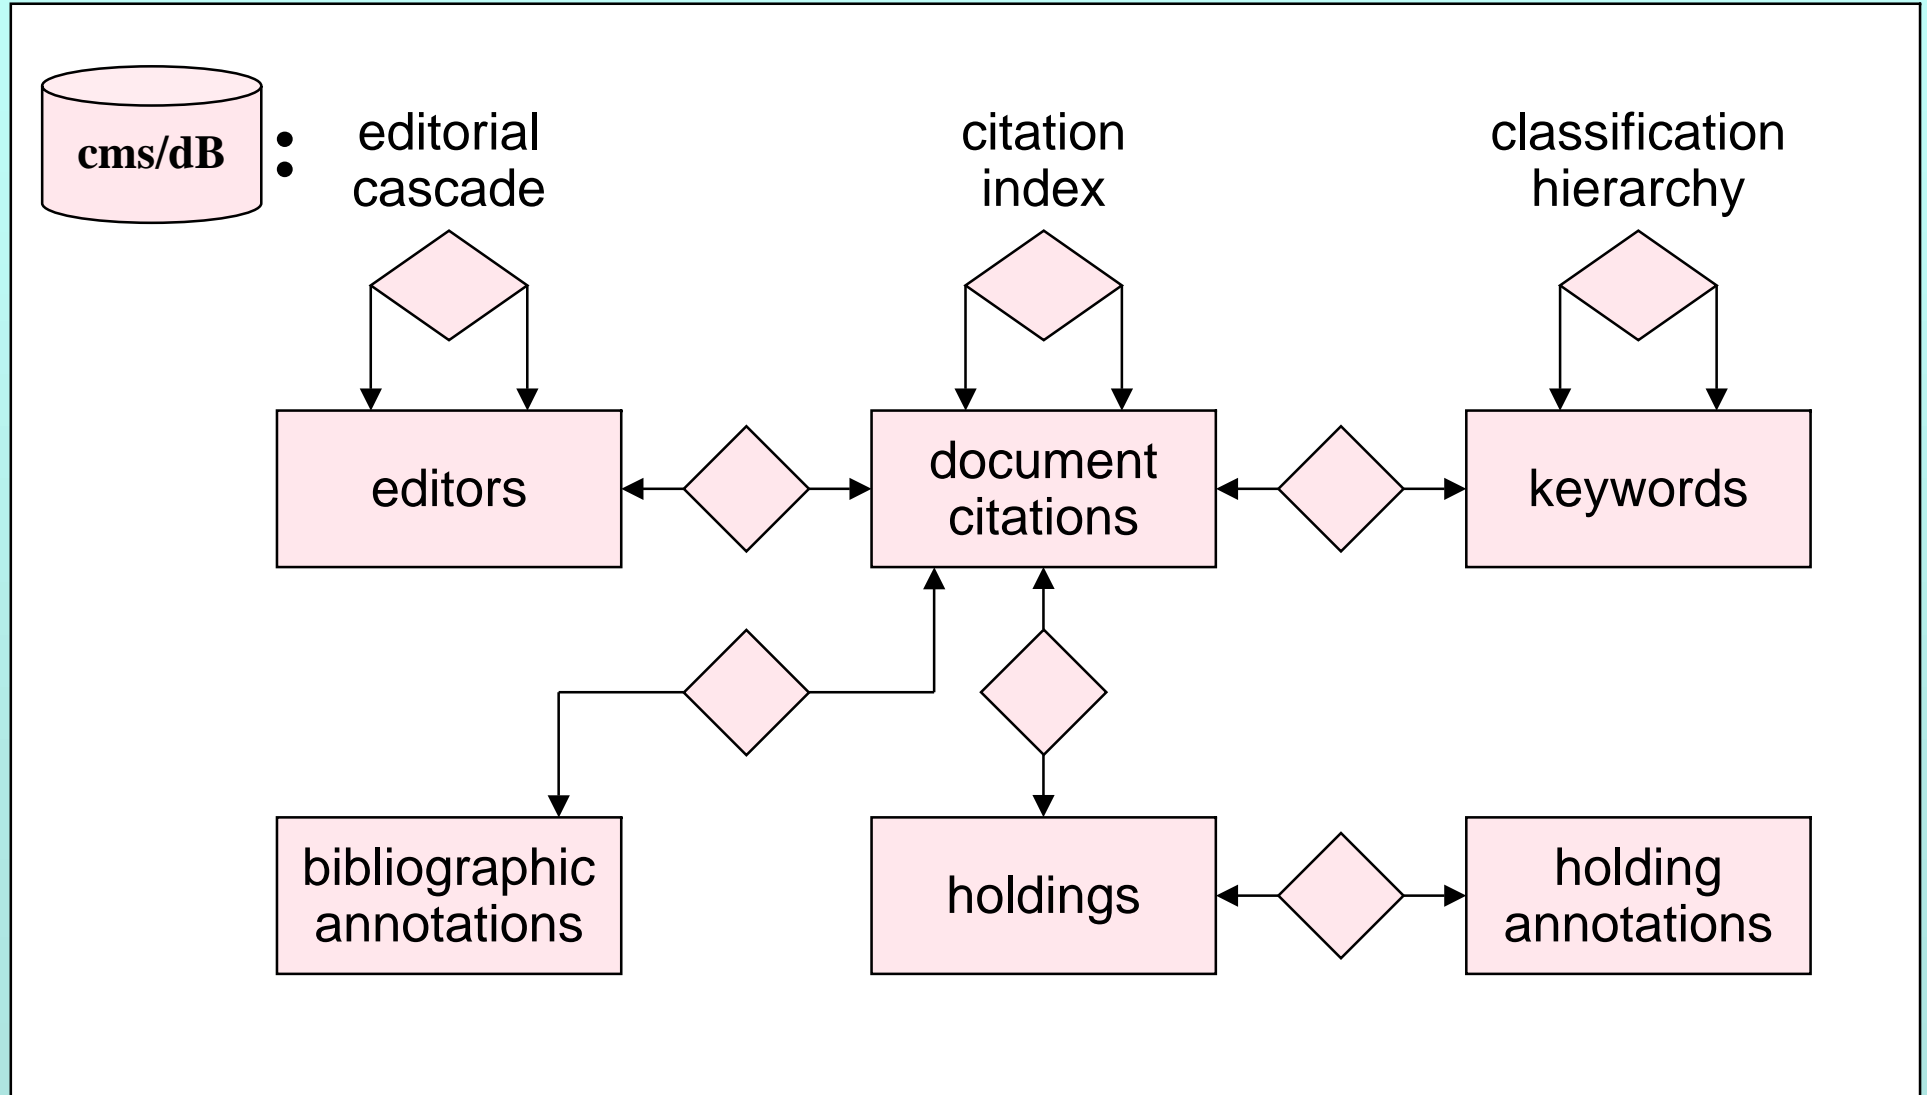 cms/dB :
editorial
cascade
citation
index
classification
hierarchy
editors
document
citations
keywords
bibliographic
annotations
holdings
holding
annotations